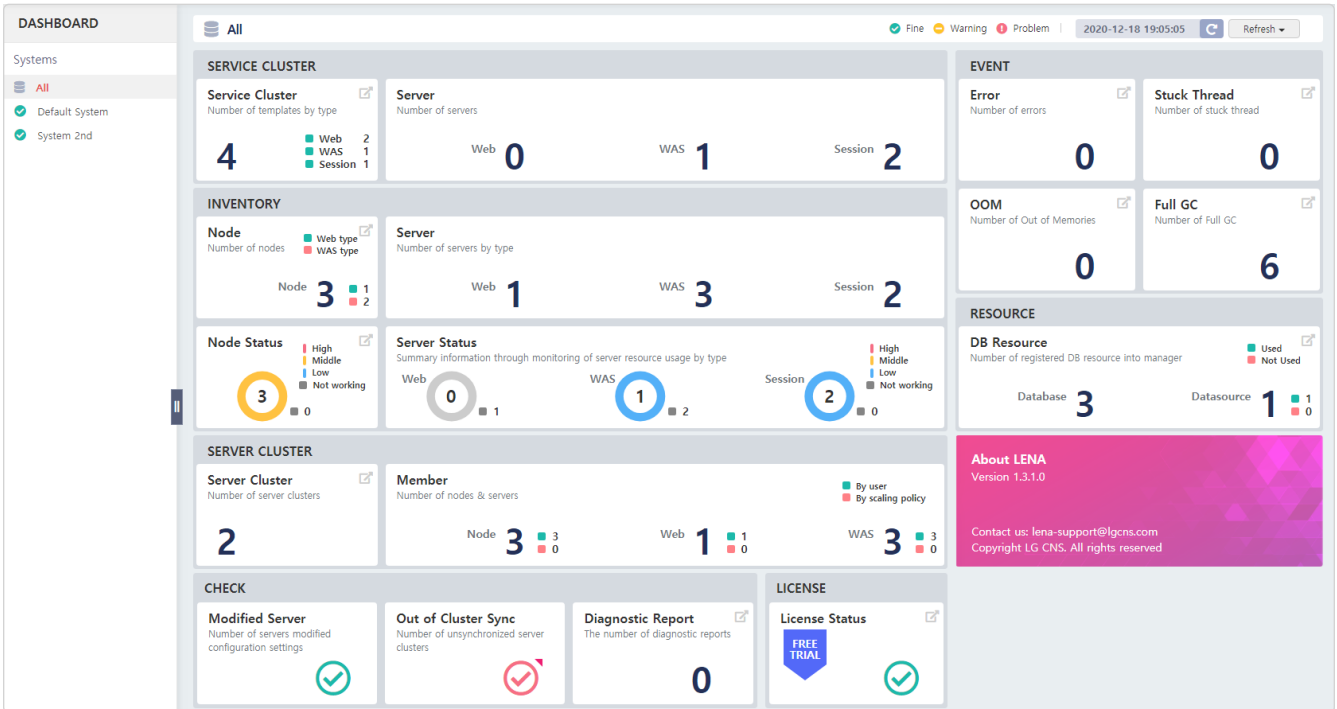 DASHBOARD
Systems
All
Default System
System 2nd
All
Fine Warning Problem
2020-12-18 19:05:05
Refresh
SERVICE CLUSTER
Service Cluster
Number of templates by type
4
Web 2
WAS 1
Session 1
Server
Number of servers
Web 0
WAS 1
Session 2
INVENTORY
Node
Number of nodes
Web type
WAS type
Node 3
1
2
Server
Number of servers by type
Web 1
WAS 3
Session 2
Node Status
High
Middle
Low
Not working
3
0
Server Status
Summary information through monitoring of server resource usage by type
High
Middle
Low
Not working
Web 0
1
WAS 1
2
Session 2
0
SERVER CLUSTER
Server Cluster
Number of server clusters
2
Member
Number of nodes & servers
By user
By scaling policy
Node 3
3
0
Web 1
1
0
WAS 3
3
0
CHECK
Modified Server
Number of servers modified
configuration settings
Out of Cluster Sync
Number of unsynchronized server
clusters
Diagnostic Report
The number of diagnostic reports
0
LICENSE
License Status
FREE
TRIAL
EVENT
Error
Number of errors
0
Stuck Thread
Number of stuck thread
0
OOM
Number of Out of Memories
0
Full GC
Number of Full GC
6
RESOURCE
DB Resource
Number of registered DB resource into manager
Used
Not Used
Database 3
Datasource 1
1
0
About LENA
Version 1.3.1.0
Contact us: lena-support@lgcns.com
Copyright LG CNS. All rights reserved